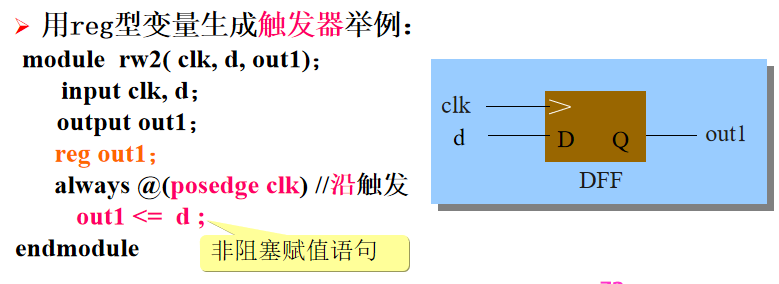 ➢ 用reg型变量生成触发器举例：
module rw2( clk, d, out1)；
input clk, d；
output out1；
reg out1；
always @(posedge clk) //沿触发
out1 <= d ;
endmodule
非阻塞赋值语句
clk
d
D
Q
out1
DFF